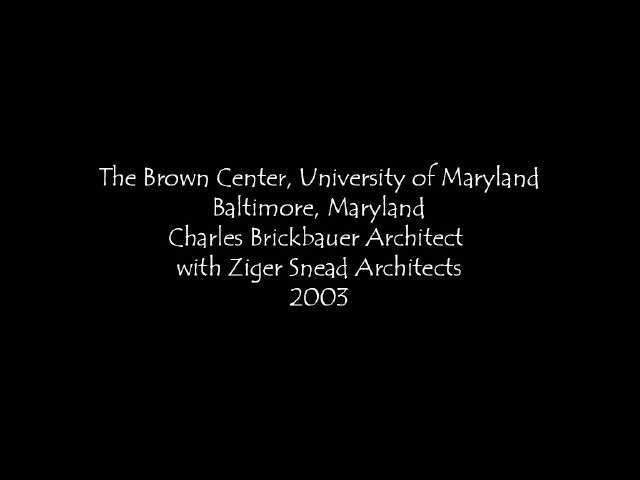 The Brown Center, University of Maryland
Baltimore, Maryland
Charles Brickbauer Architect
with Ziger Snead Architects
2003